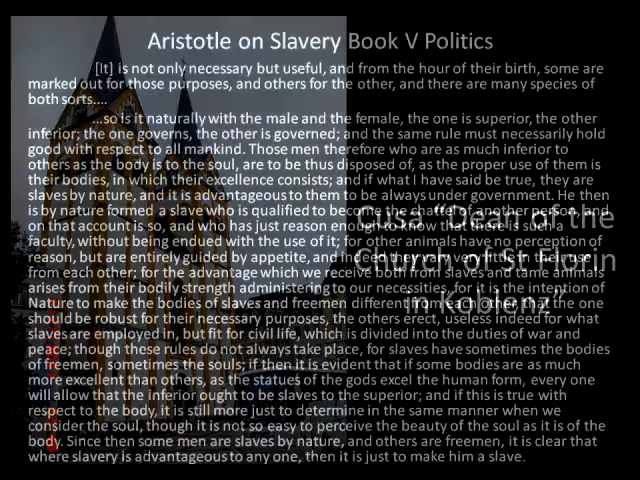 Aristotle on Slavery Book V Politics
[It] is not only necessary but useful, and from the hour of their birth, some are
marked out for those purposes, and others for the other, and there are many species of
both sorts....
...so is it naturally with the male and the female, the one is superior, the other
inferior; the one governs, the other is governed; and the same rule must necessarily hold
good with respect to all mankind. Those men therefore who are as much inferior to
others as the body is to the soul, are to be thus disposed of, as the proper use of them is
their bodies, in which their excellence consists; and if what I have said be true, they are
slaves by nature, and it is advantageous to them to be always under government. He then
is by nature formed a slave who is qualified to become the chattel of another person, and
on that account is so, and who has just reason enough to know that there is such a
faculty, without being endued with the use of it; for other animals have no perception of
reason, but are entirely guided by appetite, and
from each other; for the advantage which we receive, both from slaves and tame animals,
arises from their bodily strength administering to our necessities; for it is the intention of
Nature to make the bodies of slaves and freemen different from each other, that the one
should be robust for their necessary purposes, the others erect, useless indeed for what
slaves are employed in, but fit for civil life, which is divided into the duties of war and
peace; though these rules do not always take place, for slaves have sometimes the bodies
of freemen, sometimes the souls; if then it is evident that if some bodies are as much
more excellent than others, as the statues of the gods excel the human form, every one
will allow that the inferior ought to be slaves to the superior; and if this is true with
respect to the body, it is still more just to determine in the same manner when we
consider the soul, though it is not so easy to perceive the beauty of the soul as it is of the
body. Since then some men are slaves by nature, and others are freemen, it is clear that
where slavery is advantageous to any one, then it is just to make him a slave.
Cusa “Dean of the
Church of St Florin
in Koblenz”